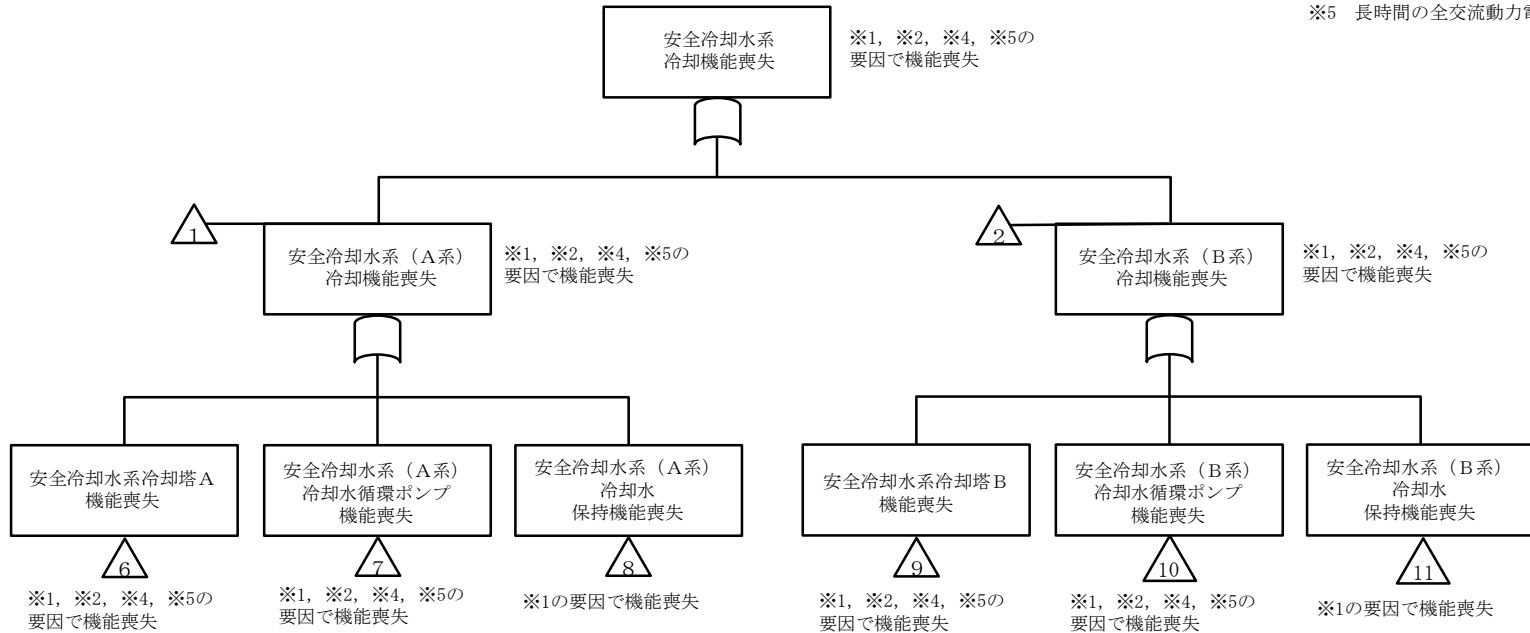 ※5 長時間の全交流動力電
安全冷却水系
冷却機能喪失
※1，※2，※4，※5の
要因で機能喪失
1
安全冷却水系（A系）
冷却機能喪失
※1，※2，※4，※5の
要因で機能喪失
2
安全冷却水系（B系）
冷却機能喪失
※1，※2，※4，※5の
要因で機能喪失
安全冷却水系冷却塔A
機能喪失
6
※1，※2，※4，※5の
要因で機能喪失
安全冷却水系（A系）
冷却水循環ポンプ
機能喪失
7
※1，※2，※4，※5の
要因で機能喪失
安全冷却水系（A系）
冷却水
保持機能喪失
8
※1の要因で機能喪失
安全冷却水系冷却塔B
機能喪失
9
※1，※2，※4，※5の
要因で機能喪失
安全冷却水系（B系）
冷却水循環ポンプ
機能喪失
10
※1，※2，※4，※5の
要因で機能喪失
安全冷却水系（B系）
冷却水
保持機能喪失
11
※1の要因で機能喪失